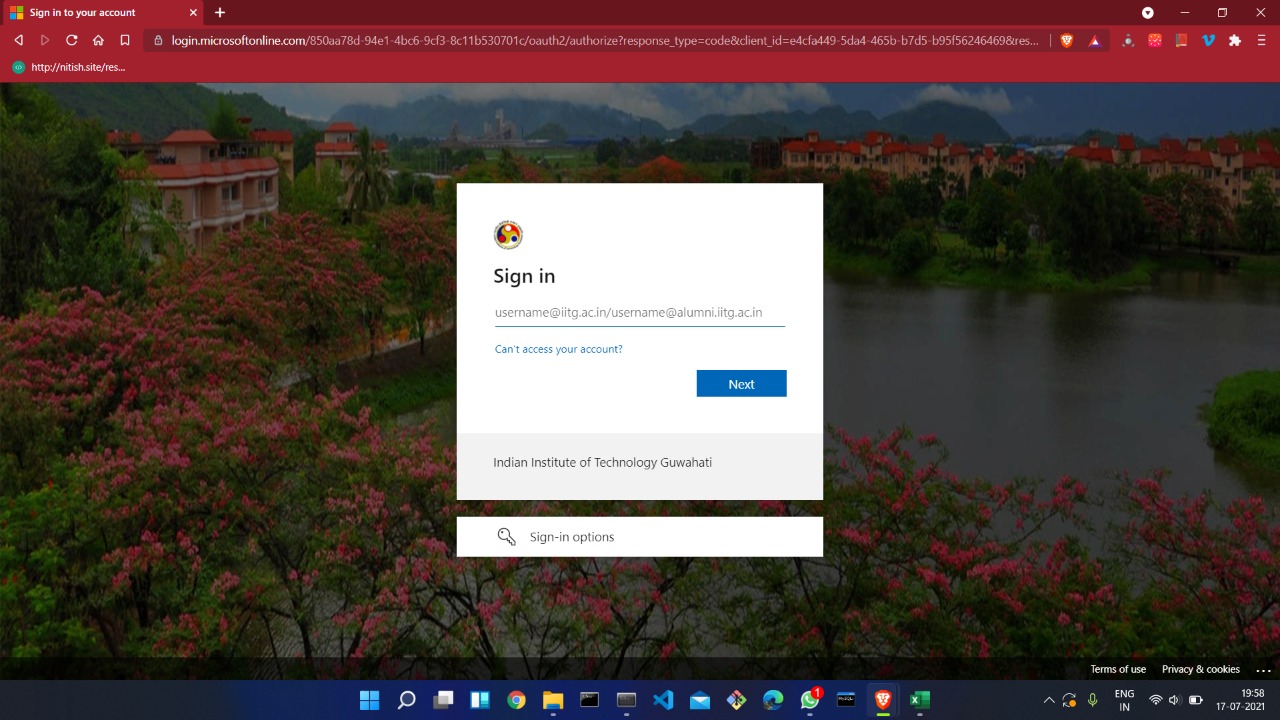 Sign in to your account
login.microsoftonline.com/850aa78d-94e1-4bc6-9cf3-8c11b530701c/oauth2/authorize?response_type=code&client_id=e4cfa449-5da4-465b-b7d5-b95f56246469&res...
http://nitish.site/res...
Sign in
username@iitg.ac.in/username@alumni.iitg.ac.in
Can't access your account?
Next
Indian Institute of Technology Guwahati
Sign-in options
Terms of use Privacy & cookies ...
1
ENG
IN
19:58
17-07-2021